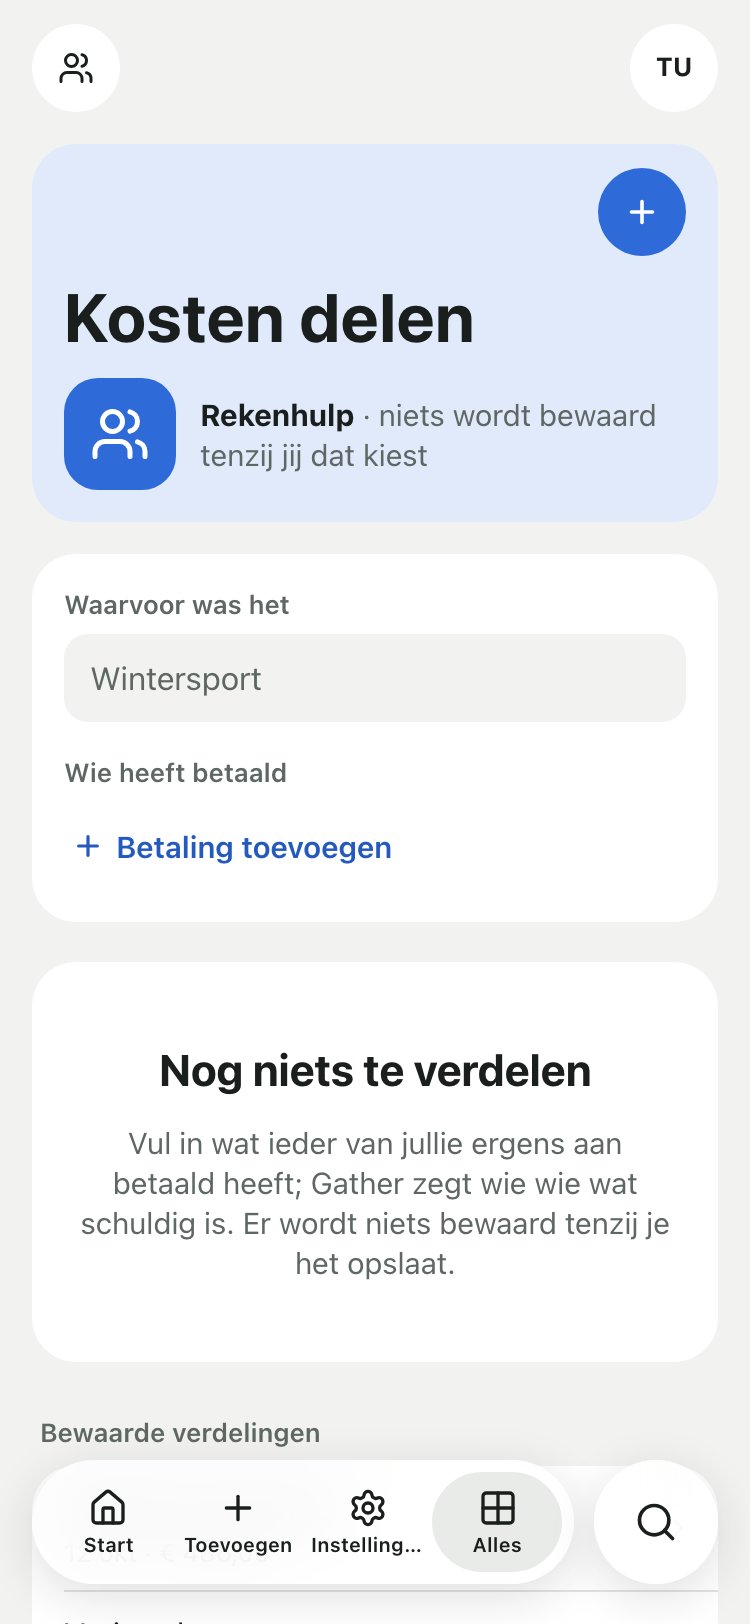 TU
Kosten delen
Rekenhulp · niets wordt bewaard
tenzij jij dat kiest
Waarvoor was het
Wintersport
Wie heeft betaald
Betaling toevoegen
Nog niets te verdelen
Vul in wat ieder van jullie ergens aan
betaald heeft; Gather zegt wie wie wat
schuldig is. Er wordt niets bewaard tenzij je
het opslaat.
Bewaarde verdelingen
Start
Toevoegen
Instelling...
Alles